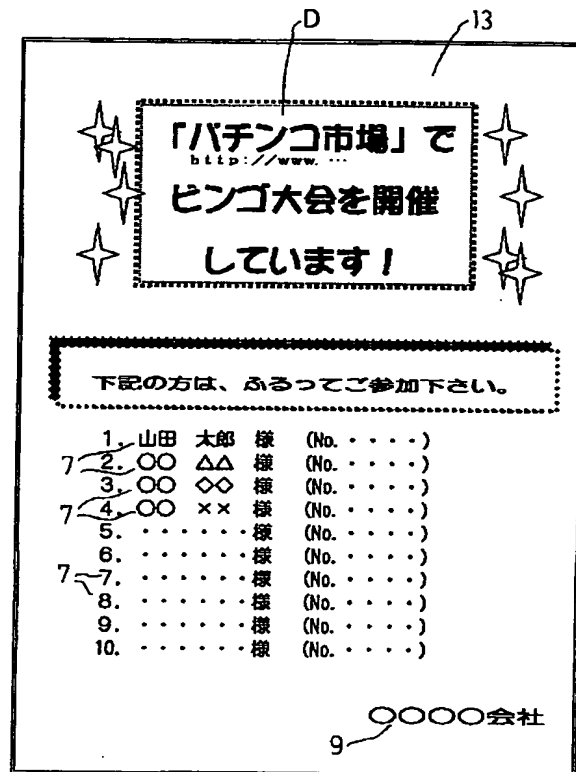 D
13
「パチンコ市場」で
http://www. …
ビンゴ大会を開催
しています！
下記の方は、ふるってご参加下さい。
1. 山田 太郎 様 (No. ・・・・)
7 2. ○○ △△ 様 (No. ・・・・)
3. ○○ ◇◇ 様 (No. ・・・・)
7 4. ○○ ×× 様 (No. ・・・・)
5. ・・・・・・様 (No. ・・・・)
6. ・・・・・・様 (No. ・・・・)
7 7. ・・・・・・様 (No. ・・・・)
8. ・・・・・・様 (No. ・・・・)
9. ・・・・・・様 (No. ・・・・)
10. ・・・・・・様 (No. ・・・・)
○○○○会社
9